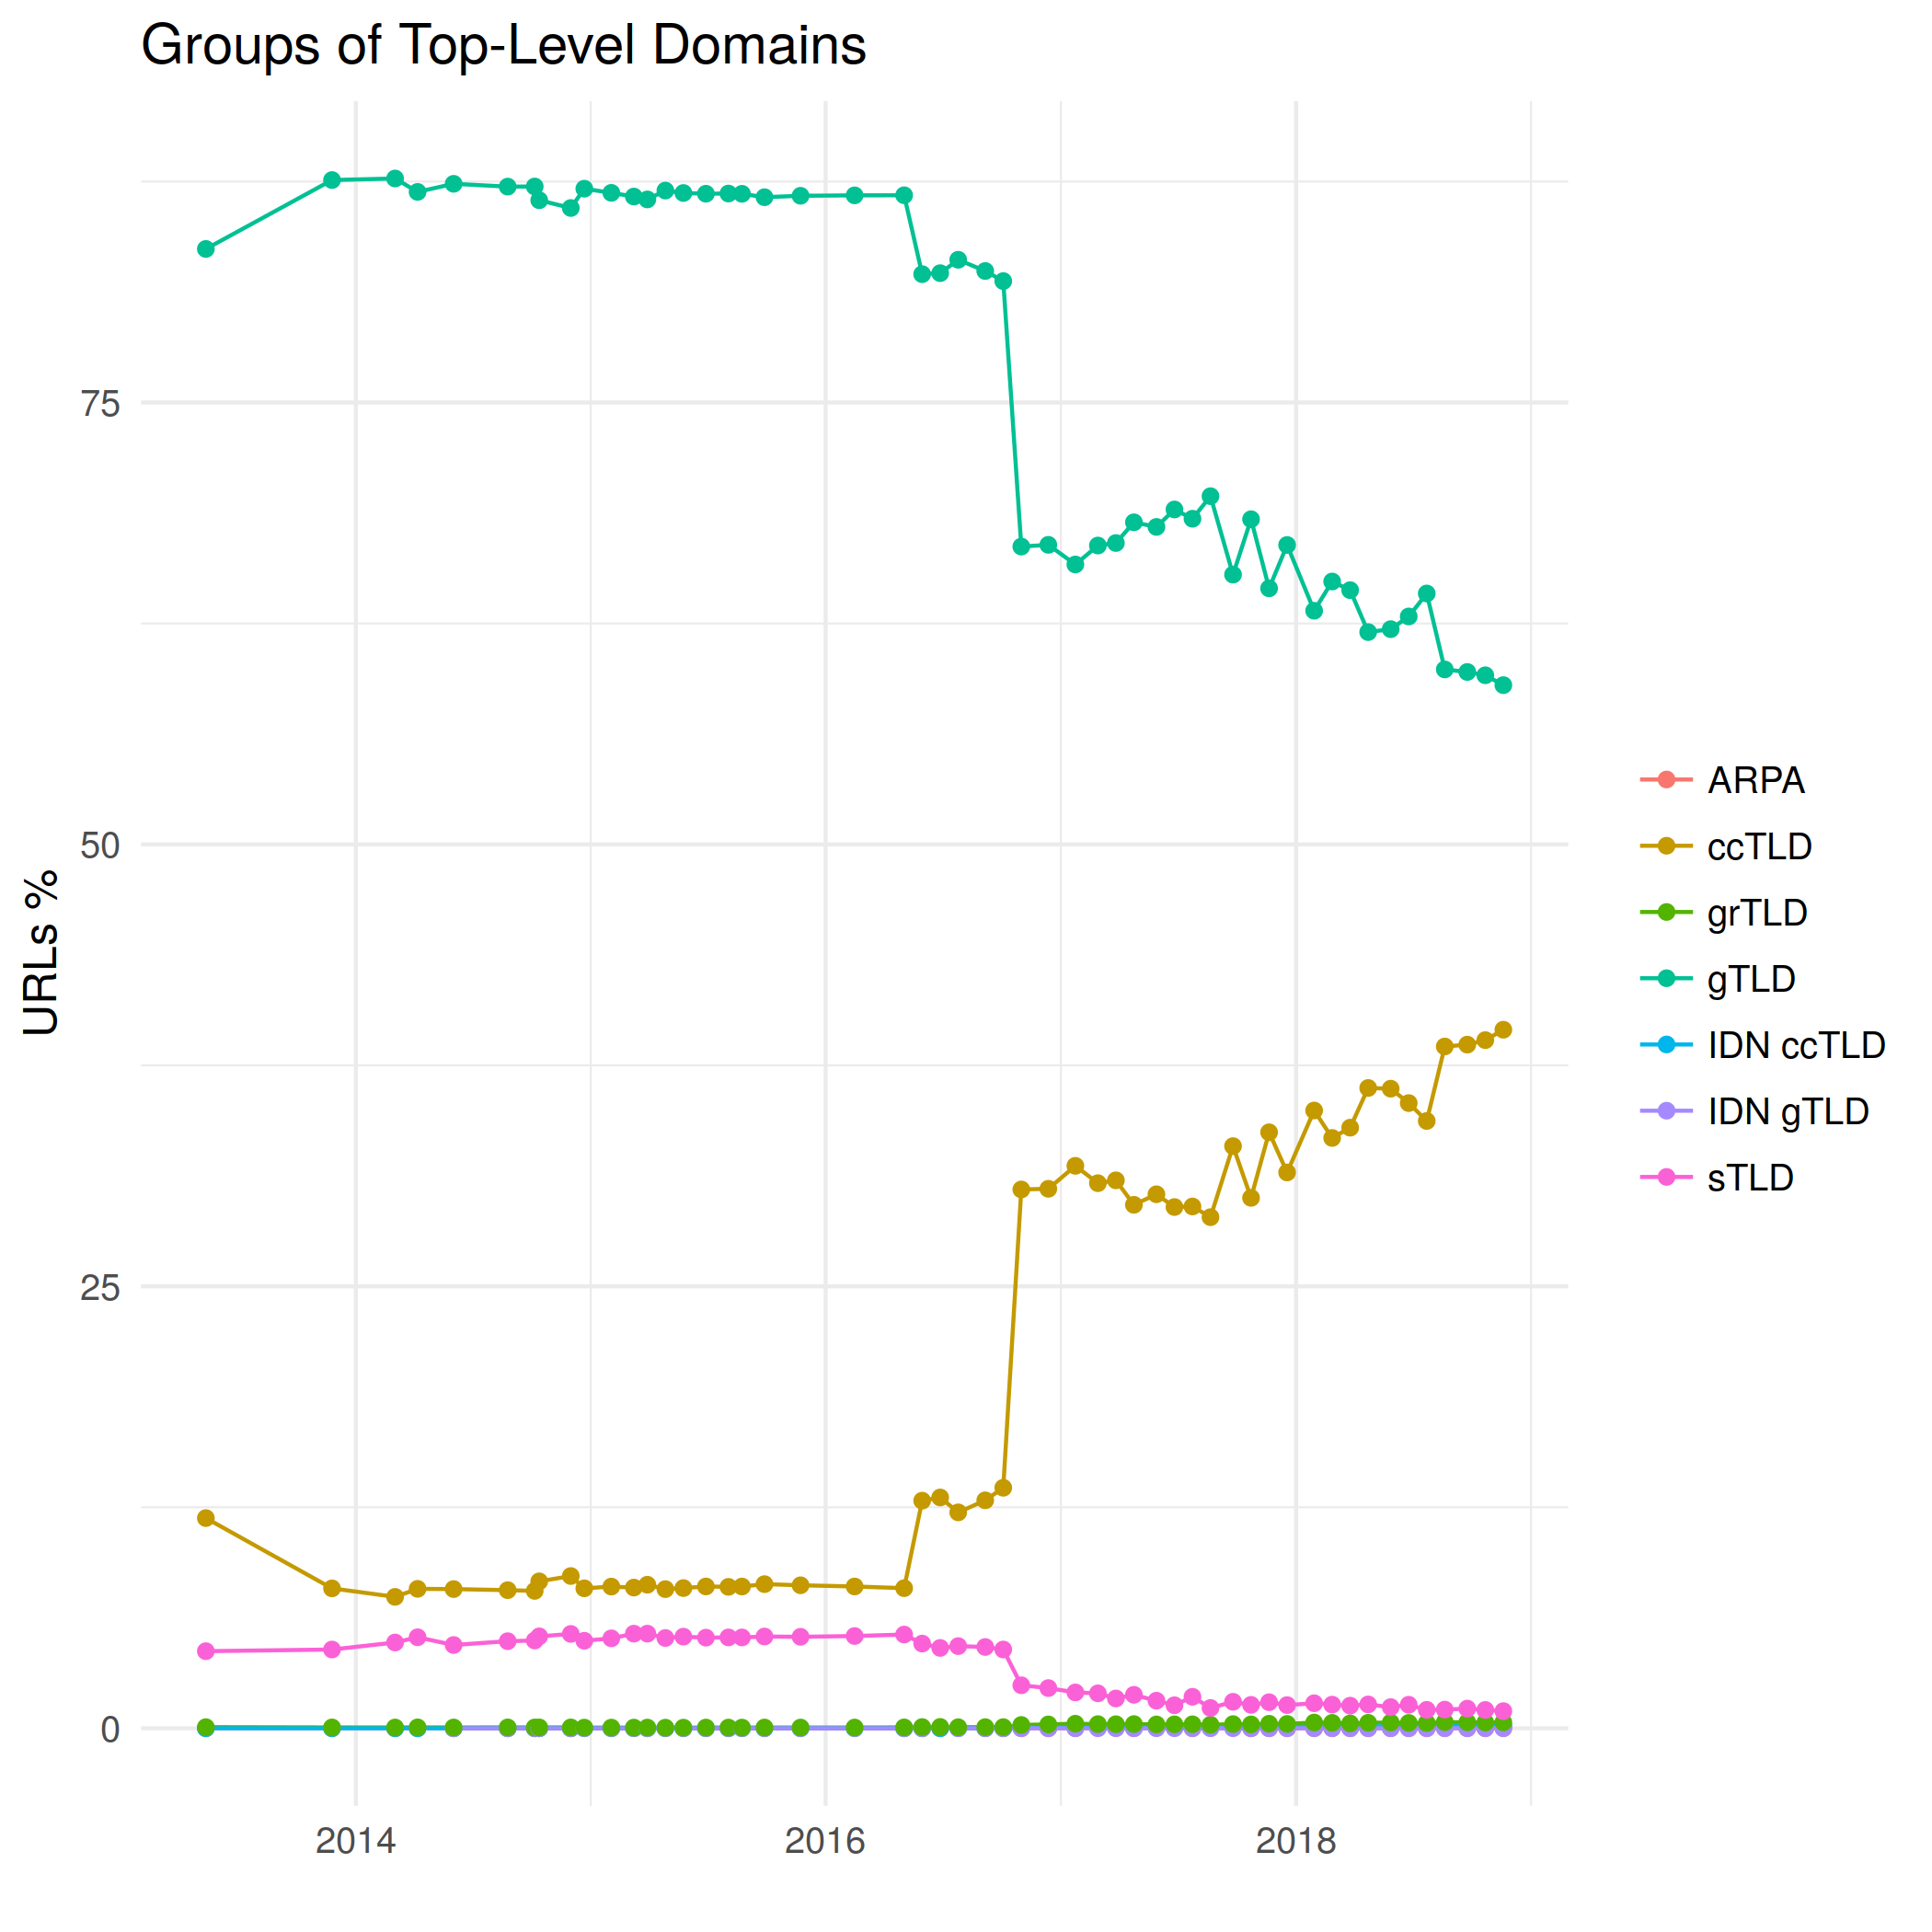 Groups of Top-Level Domains
URLs %
75
50
25
0
2014
2016
2018
ARPA
ccTLD
grTLD
gTLD
IDN ccTLD
IDN gTLD
sTLD